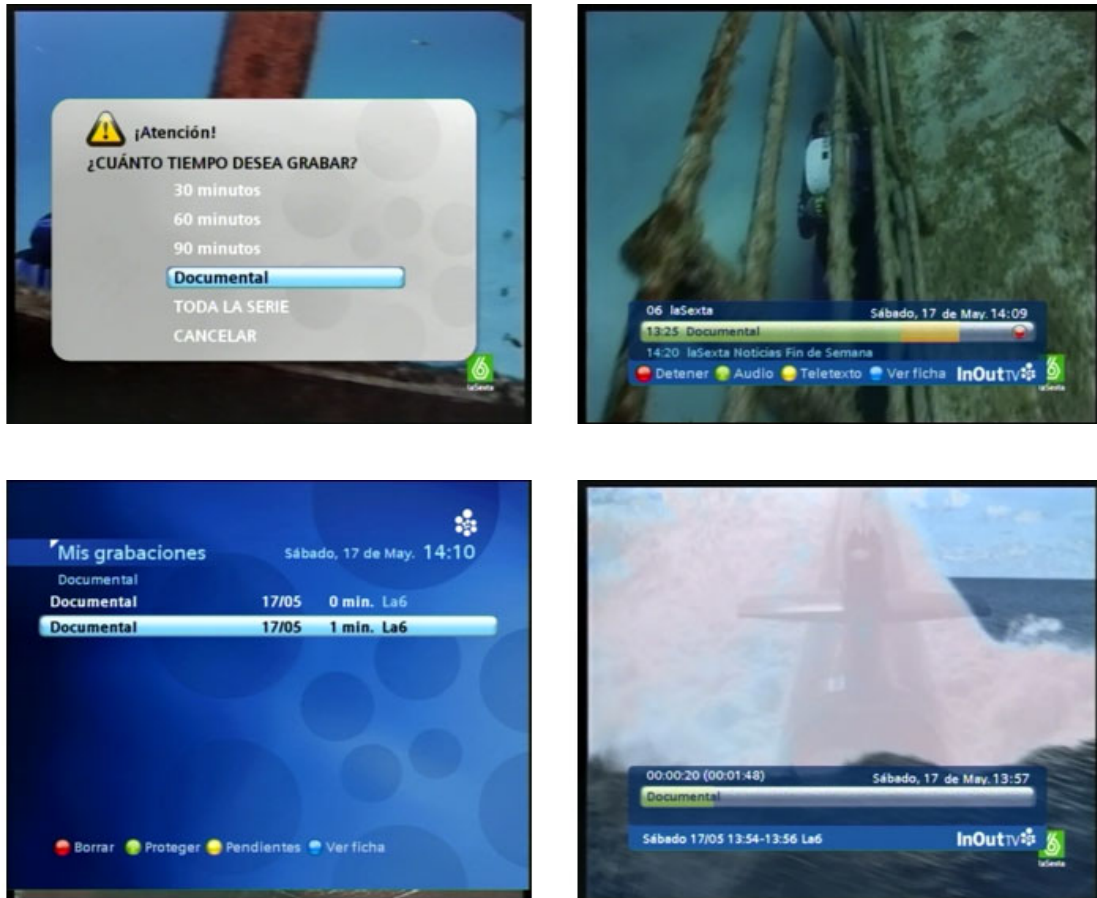 ¡Atención!
¿CUÁNTO TIEMPO DESEA GRABAR?
30 minutos
60 minutos
90 minutos
Documental
TODA LA SERIE
CANCELAR
6
laSexta
06 laSexta Sábado, 17 de May. 14:09
13:25 Documental
14:20 laSexta Noticias Fin de Semana
Detener Audio Teletexto Ver ficha InOutTV
6
laSexta
Mis grabaciones Sábado, 17 de May. 14:10
Documental
Documental 17/05 0 min. La6
Documental 17/05 1 min. La6
Borrar Proteger Pendientes Ver ficha
00:00:20 (00:01:48) Sábado, 17 de May. 13:57
Documental
Sábado 17/05 13:54-13:56 La6 InOutTV
6
laSexta